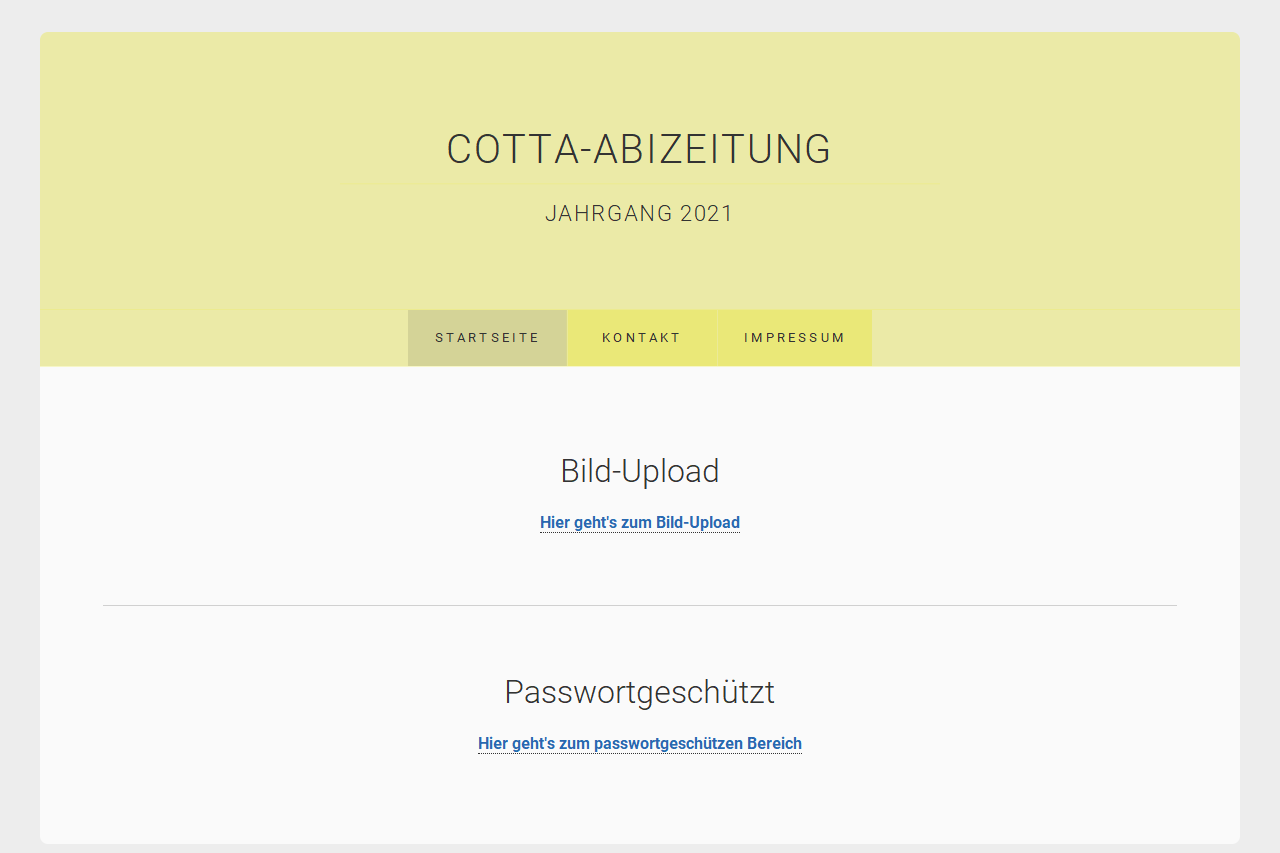 COTTA-ABIZEITUNG
JAHRGANG 2021
STARTSEITE KONTAKT IMPRESSUM
Bild-Upload
Hier geht's zum Bild-Upload
Passwortgeschützt
Hier geht's zum passwortgeschützen Bereich